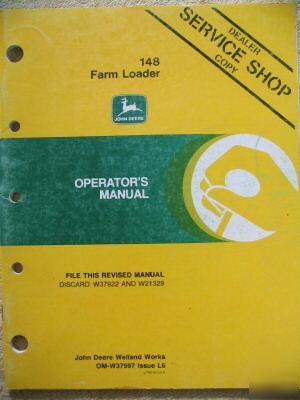 148
Farm Loader
DEALER
SERVICE SHOP
COPY
JOHN DEERE
OPERATOR'S
MANUAL
FILE THIS REVISED MANUAL
DISCARD W37922 AND W21329
John Deere Welland Works
OM-W37997 Issue L6